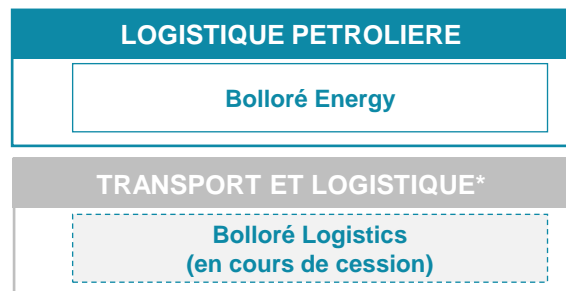 LOGISTIQUE PETROLIERE
Bolloré Energy
TRANSPORT ET LOGISTIQUE*
Bolloré Logistics
(en cours de cession)